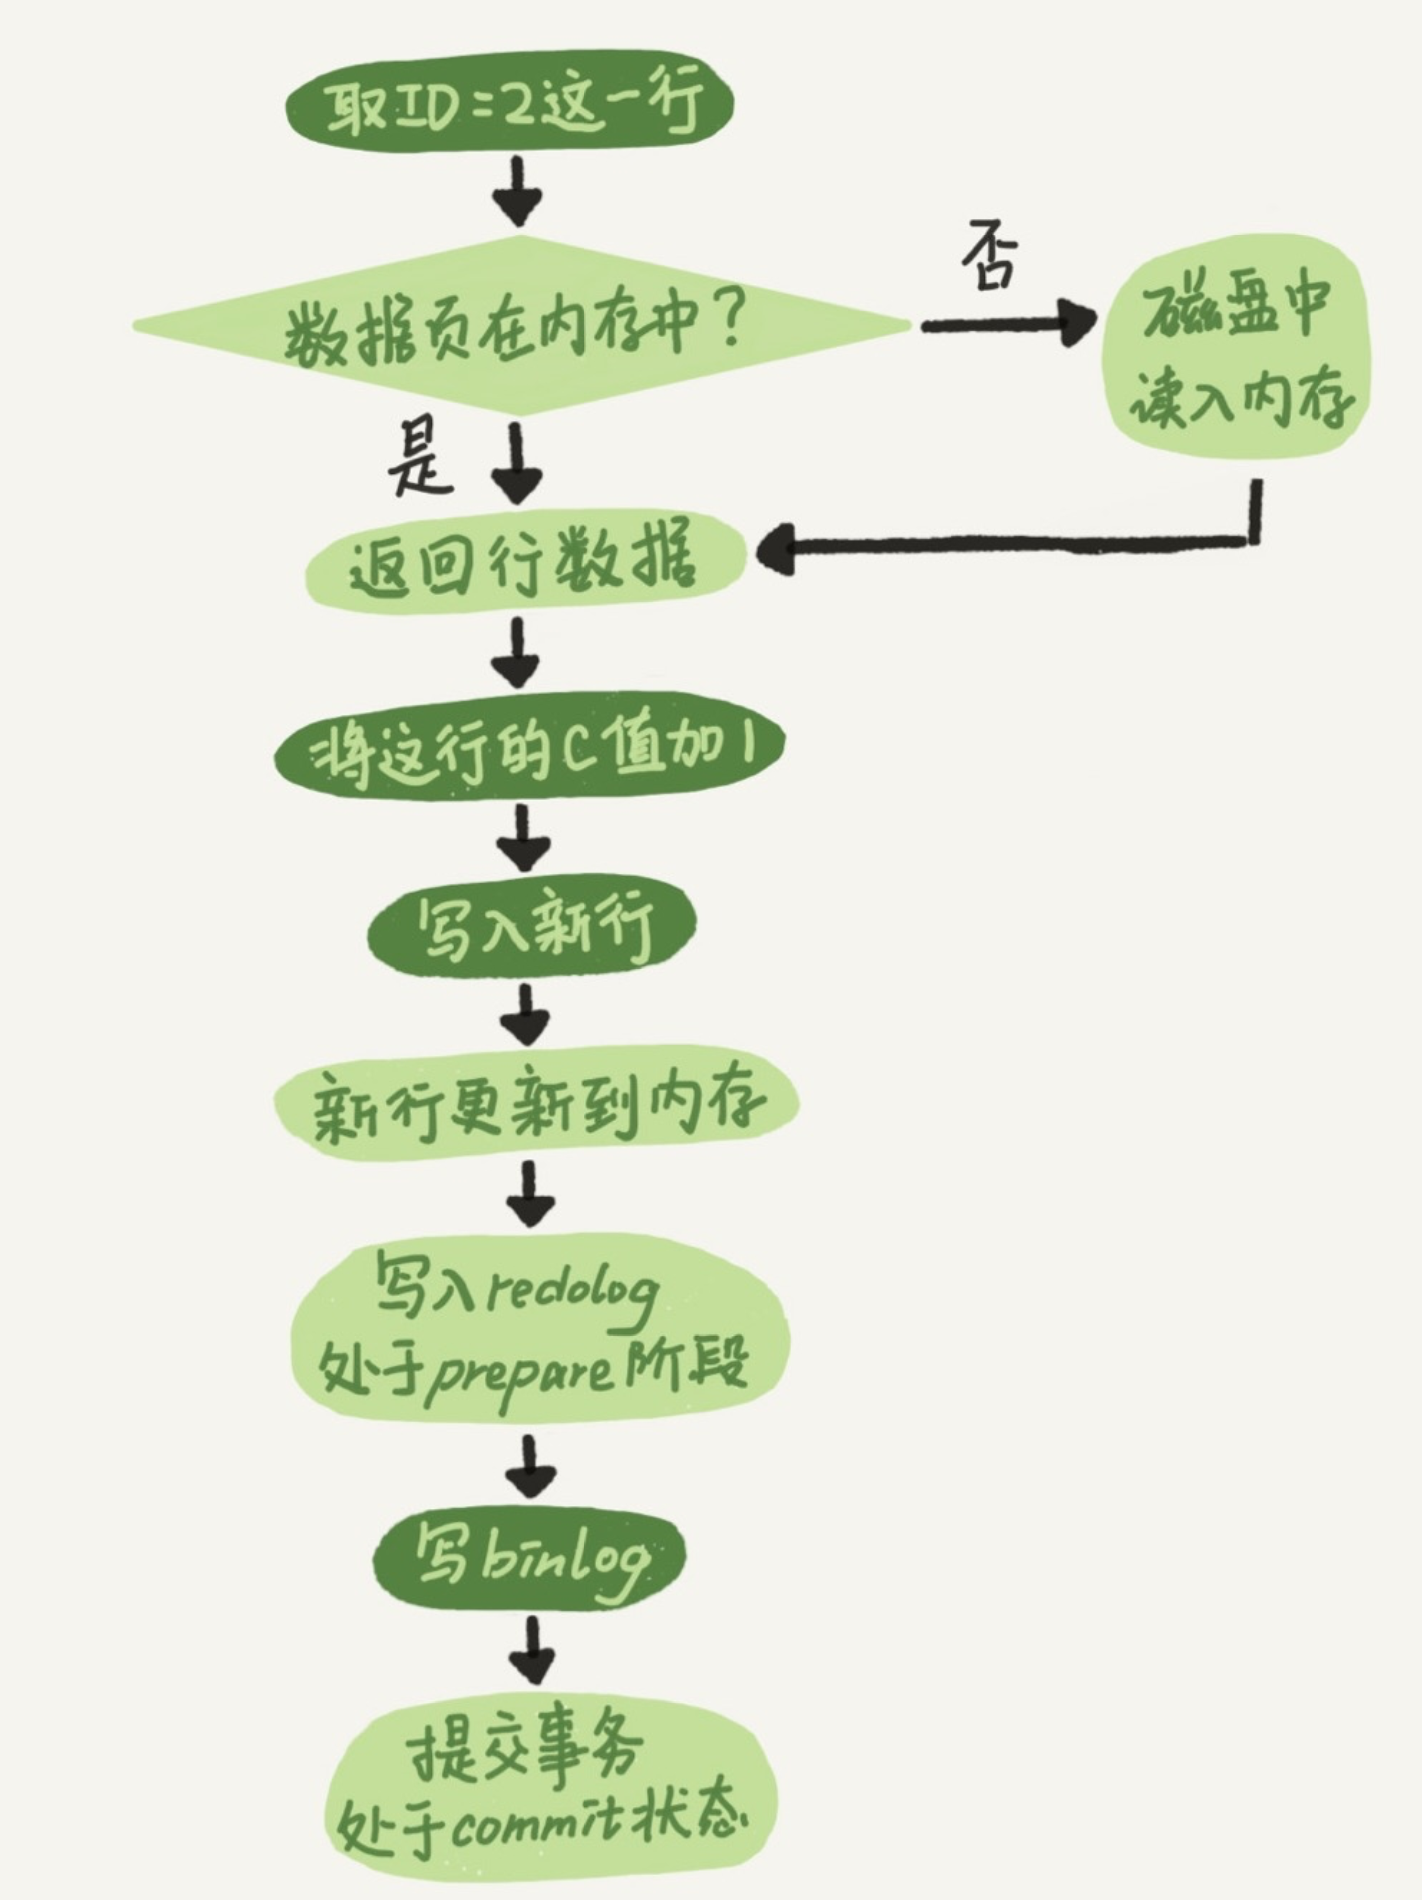 取ID=2这一行
数据页在内存中？
否
磁盘中
读入内存
是
返回行数据
将这行的C值加1
写入新行
新行更新到内存
写入redolog
处于prepare阶段
写binlog
提交事务
处于commit状态